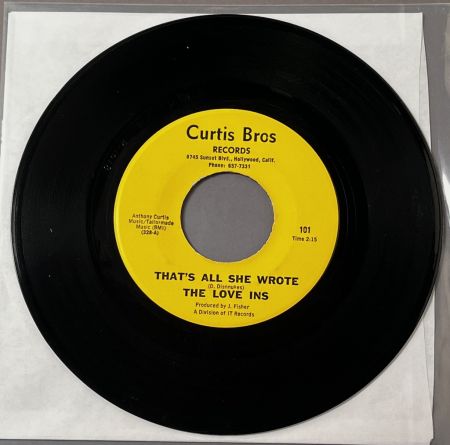 Curtis Bros
RECORDS
8745 Sunset Blvd., Hollywood, Calif.
Phone: 657-7331
Anthony Curtis
Music/Tailormade
Music (BMI)
(328-A)
101
Time 2:15
THAT'S ALL SHE WROTE
(D. Disnnuhes)
THE LOVE INS
Produced by J. Fisher
A Division of IT Records